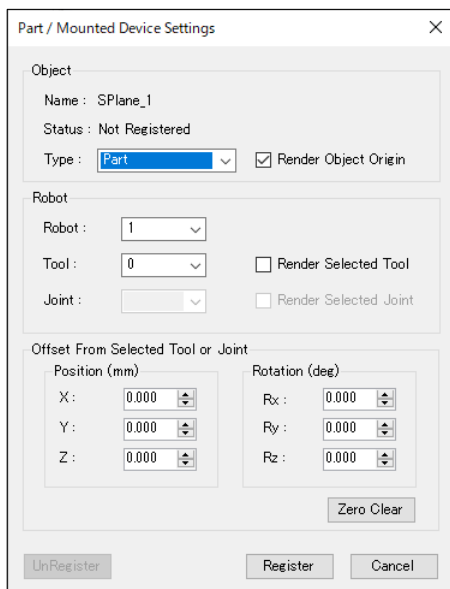 Part / Mounted Device Settings
Object
Name : SPlane_1
Status : Not Registered
Type : Part Render Object Origin
Robot
Robot : 1
Tool : 0 Render Selected Tool
Joint : Render Selected Joint
Offset From Selected Tool or Joint
Position (mm) Rotation (deg)
X : 0.000 Rx : 0.000
Y : 0.000 Ry : 0.000
Z : 0.000 Rz : 0.000
Zero Clear
UnRegister Register Cancel